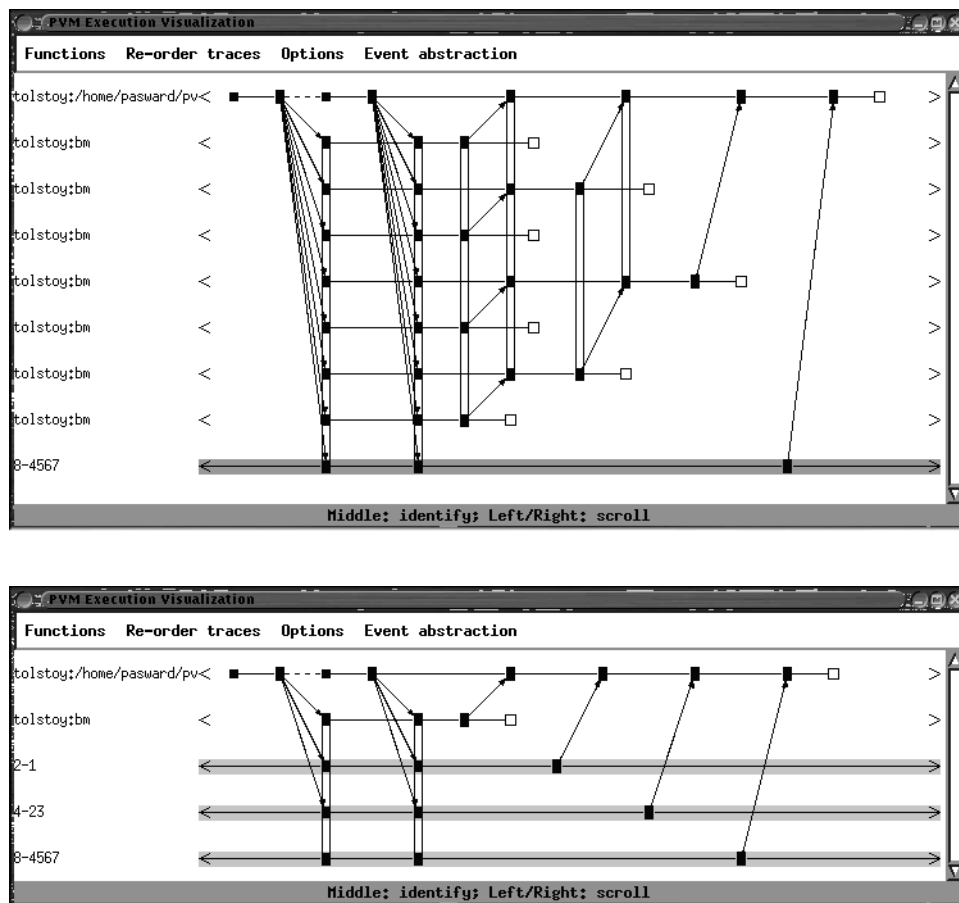 PVM Execution Visualization
Functions Re-order traces Options Event abstraction
tolstoy:/home/pasward/pv< >
tolstoy:bm < >
tolstoy:bm < >
tolstoy:bm < >
tolstoy:bm < >
tolstoy:bm < >
tolstoy:bm < >
tolstoy:bm < >
8-4567 < >
Middle: identify; Left/Right: scroll
PVM Execution Visualization
Functions Re-order traces Options Event abstraction
tolstoy:/home/pasward/pv< >
tolstoy:bm < >
2-1 < >
4-23 < >
8-4567 < >
Middle: identify; Left/Right: scroll